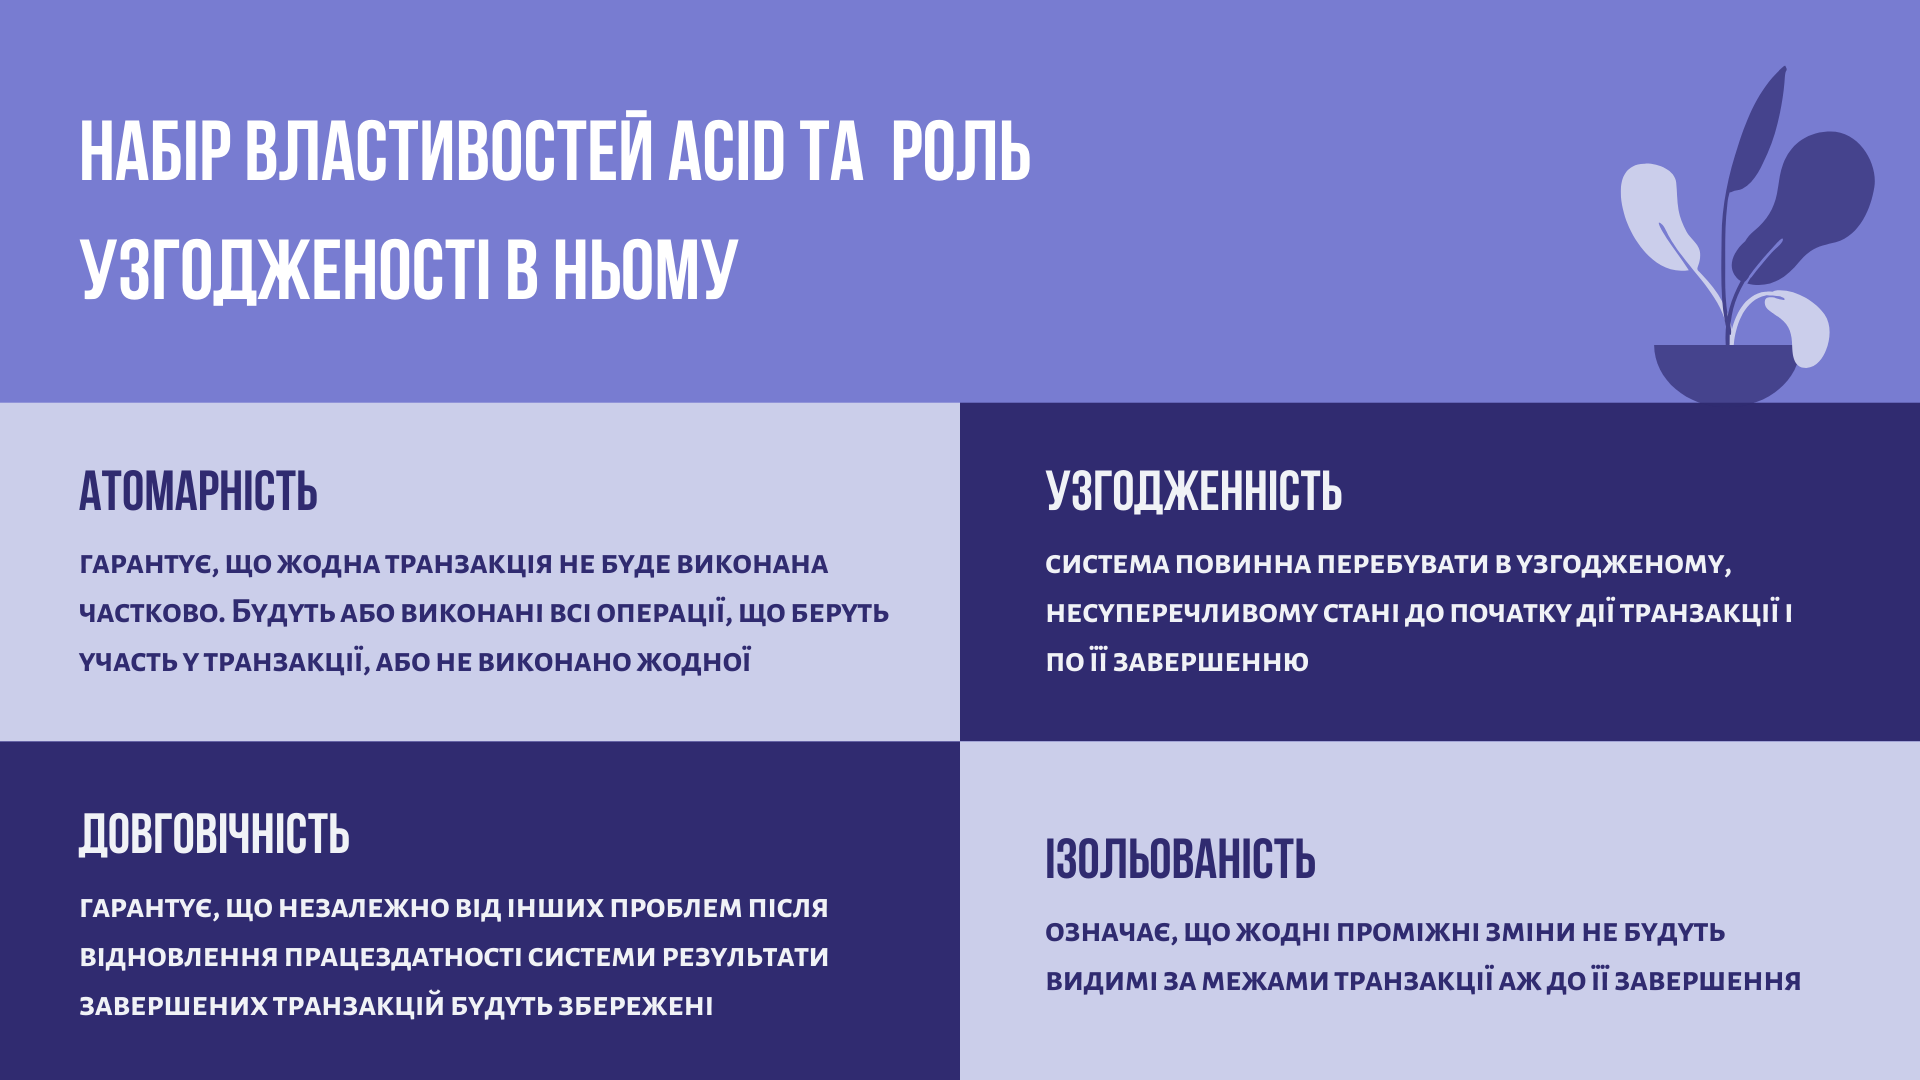 НАБІР ВЛАСТИВОСТЕЙ ACID ТА РОЛЬ
УЗГОДЖЕНОСТІ В НЬОМУ
АТОМАРНІСТЬ
ГАРАНТУЄ, ЩО ЖОДНА ТРАНЗАКЦІЯ НЕ БУДЕ ВИКОНАНА
ЧАСТКОВО. БУДУТЬ АБО ВИКОНАНІ ВСІ ОПЕРАЦІЇ, ЩО БЕРУТЬ
УЧАСТЬ У ТРАНЗАКЦІЇ, АБО НЕ ВИКОНАНО ЖОДНОЇ
УЗГОДЖЕННІСТЬ
СИСТЕМА ПОВИННА ПЕРЕБУВАТИ В УЗГОДЖЕНОМУ,
НЕСУПЕРЕЧЛИВОМУ СТАНІ ДО ПОЧАТКУ ДІЇ ТРАНЗАКЦІЇ І
ПО ЇЇ ЗАВЕРШЕННЮ
ДОВГОВІЧНІСТЬ
ГАРАНТУЄ, ЩО НЕЗАЛЕЖНО ВІД ІНШИХ ПРОБЛЕМ ПІСЛЯ
ВІДНОВЛЕННЯ ПРАЦЕЗДАТНОСТІ СИСТЕМИ РЕЗУЛЬТАТИ
ЗАВЕРШЕНИХ ТРАНЗАКЦІЙ БУДУТЬ ЗБЕРЕЖЕНІ
ІЗОЛЬОВАНІСТЬ
ОЗНАЧАЄ, ЩО ЖОДНІ ПРОМІЖНІ ЗМІНИ НЕ БУДУТЬ
ВИДИМІ ЗА МЕЖАМИ ТРАНЗАКЦІЇ АЖ ДО ЇЇ ЗАВЕРШЕННЯ